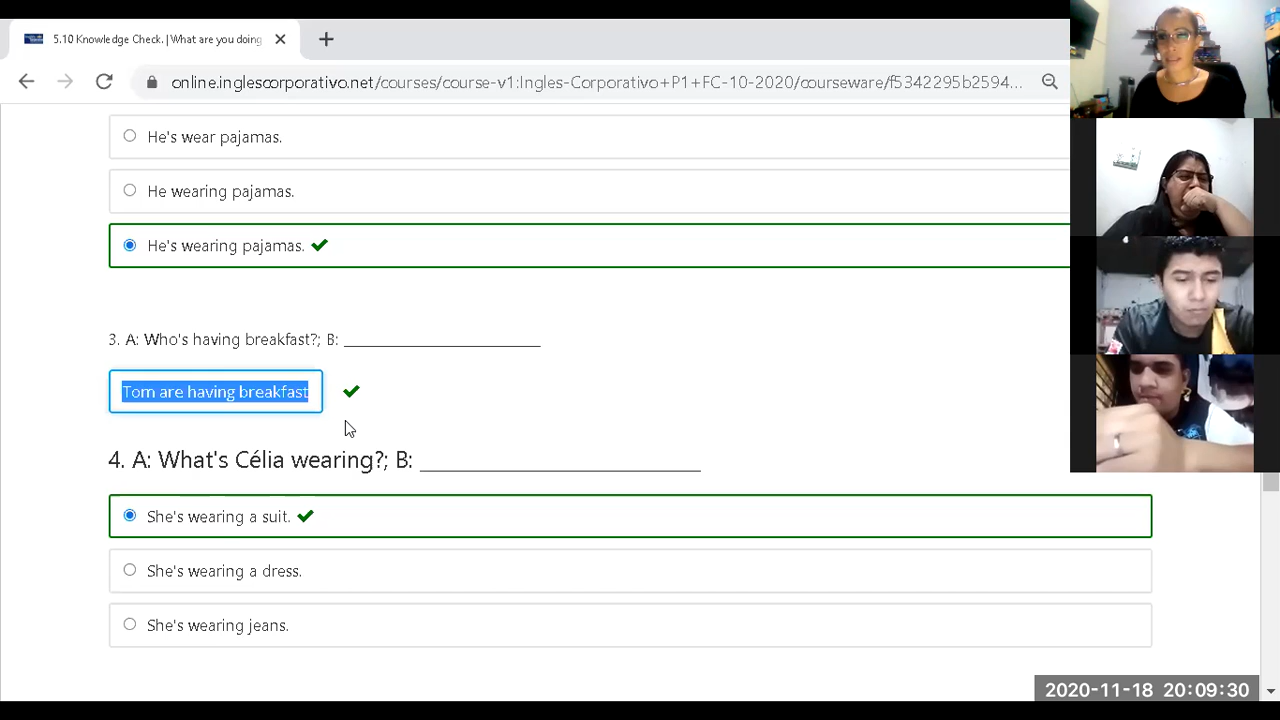 5.10 Knowledge Check. | What are you doing
online.inglescorporativo.net/courses/course-v1:Ingles-Corporativo+P1+FC-10-2020/courseware/f5342295b2594...
He's wear pajamas.
He wearing pajamas.
He's wearing pajamas.
3. A: Who's having breakfast?; B: ____________________
Tom are having breakfast
4. A: What's Célia wearing?; B: ____________________
She's wearing a suit.
She's wearing a dress.
She's wearing jeans.
2020-11-18 20:09:30